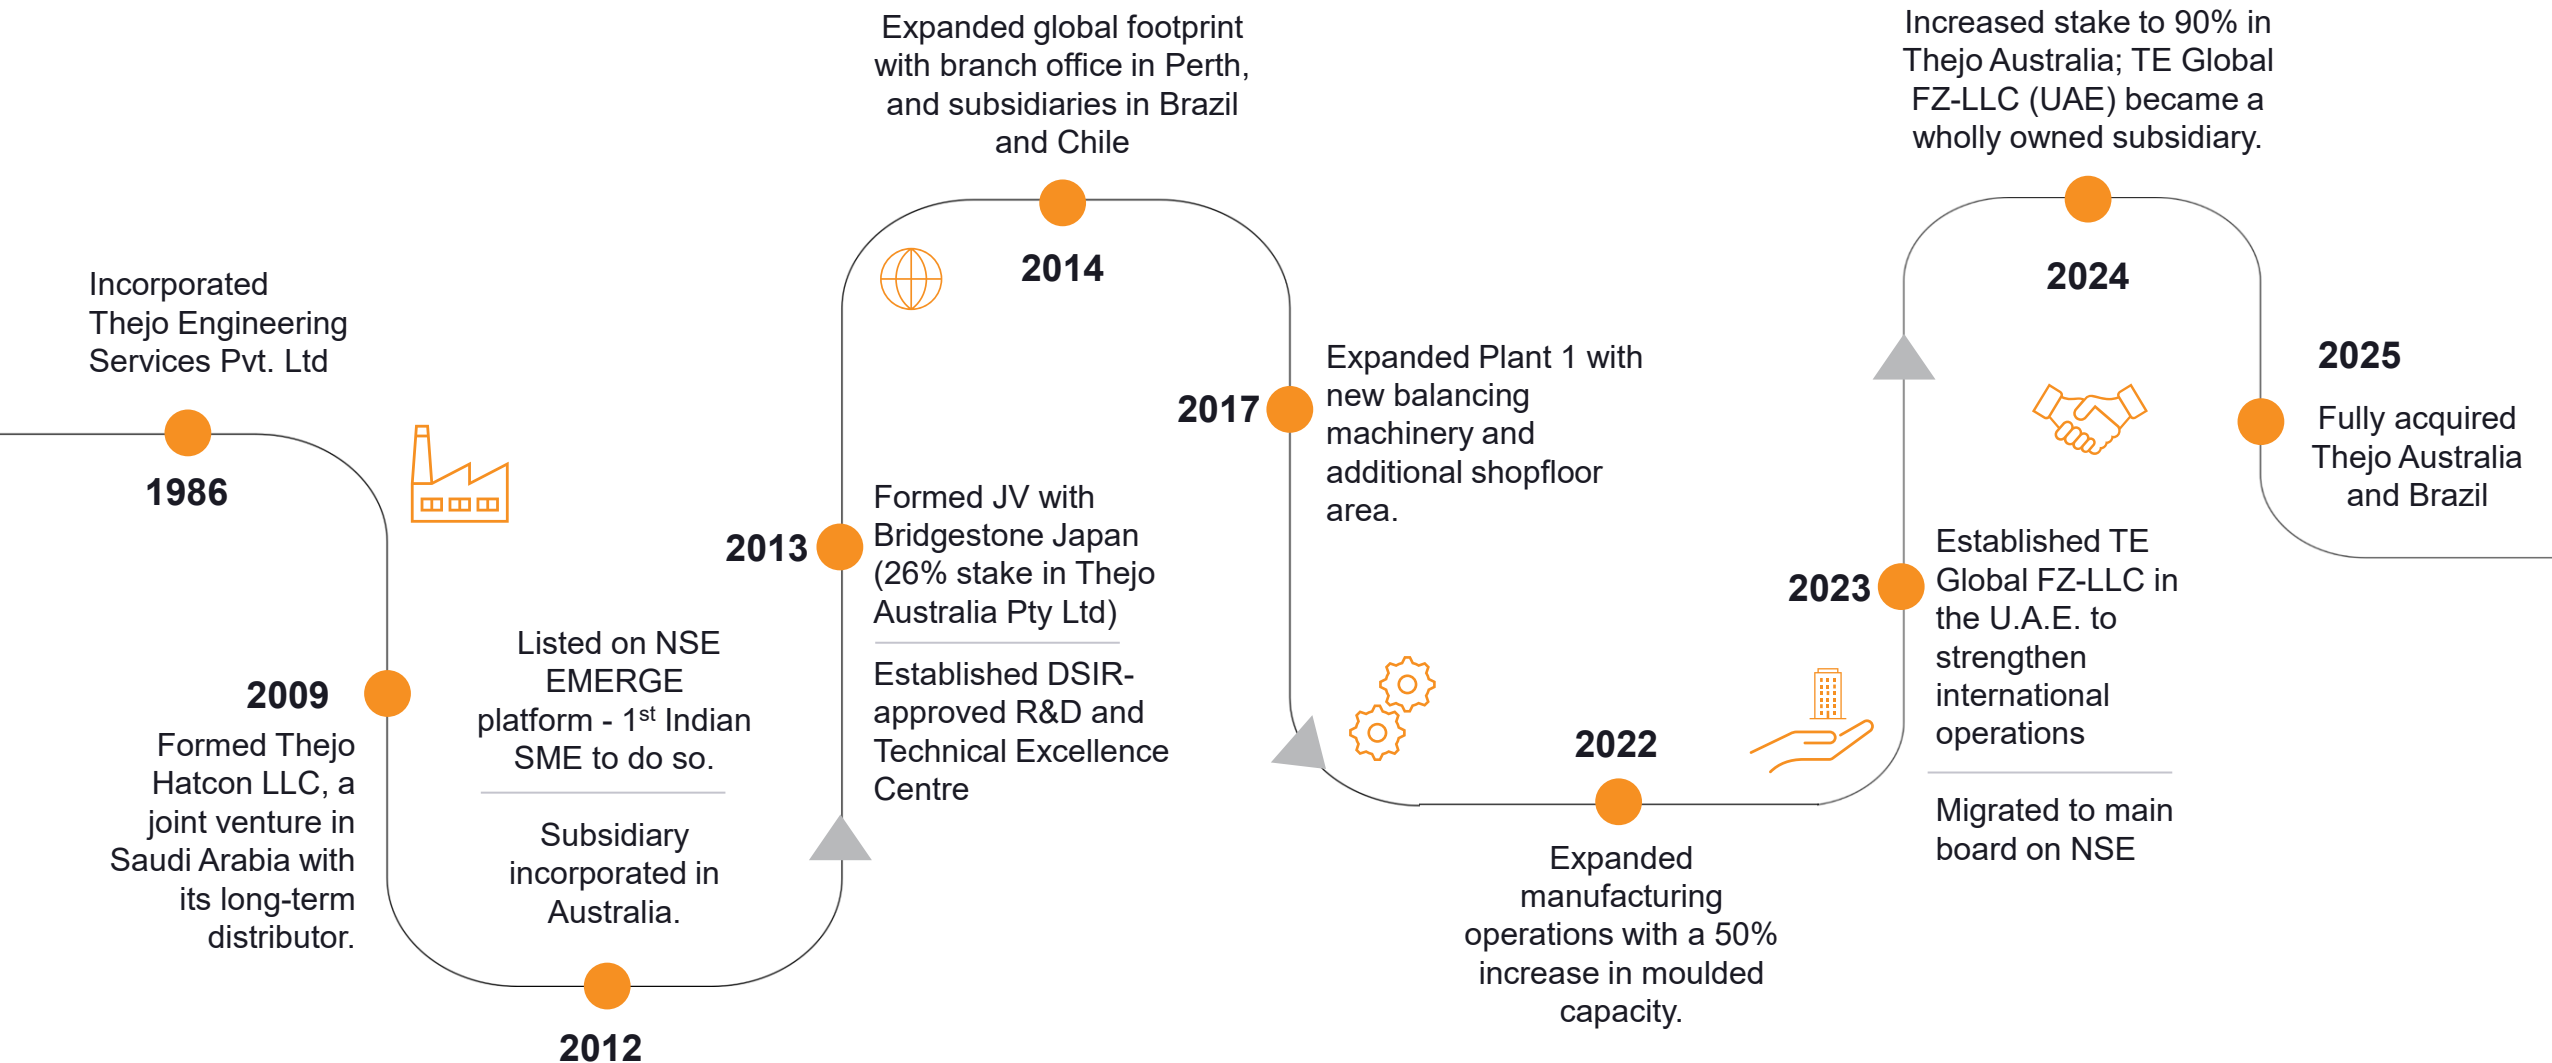 Incorporated
Thejo Engineering
Services Pvt. Ltd
1986
2009
Formed Thejo
Hatcon LLC, a
joint venture in
Saudi Arabia with
its long-term
distributor.
Listed on NSE
EMERGE
platform - 1st Indian
SME to do so.
Subsidiary
incorporated in
Australia.
2012
2013
Formed JV with
Bridgestone Japan
(26% stake in Thejo
Australia Pty Ltd)
Established DSIR-
approved R&D and
Technical Excellence
Centre
Expanded global footprint
with branch office in Perth,
and subsidiaries in Brazil
and Chile
2014
2017
Expanded Plant 1 with
new balancing
machinery and
additional shopfloor
area.
2022
Expanded
manufacturing
operations with a 50%
increase in moulded
capacity.
2023
Established TE
Global FZ-LLC in
the U.A.E. to
strengthen
international
operations
Migrated to main
board on NSE
Increased stake to 90% in
Thejo Australia; TE Global
FZ-LLC (UAE) became a
wholly owned subsidiary.
2024
2025
Fully acquired
Thejo Australia
and Brazil